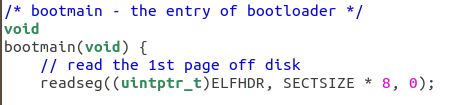 /* bootmain - the entry of bootloader */
void
bootmain(void) {
    // read the 1st page off disk
    readseg((uintptr_t)ELFHDR, SECTSIZE * 8, 0);